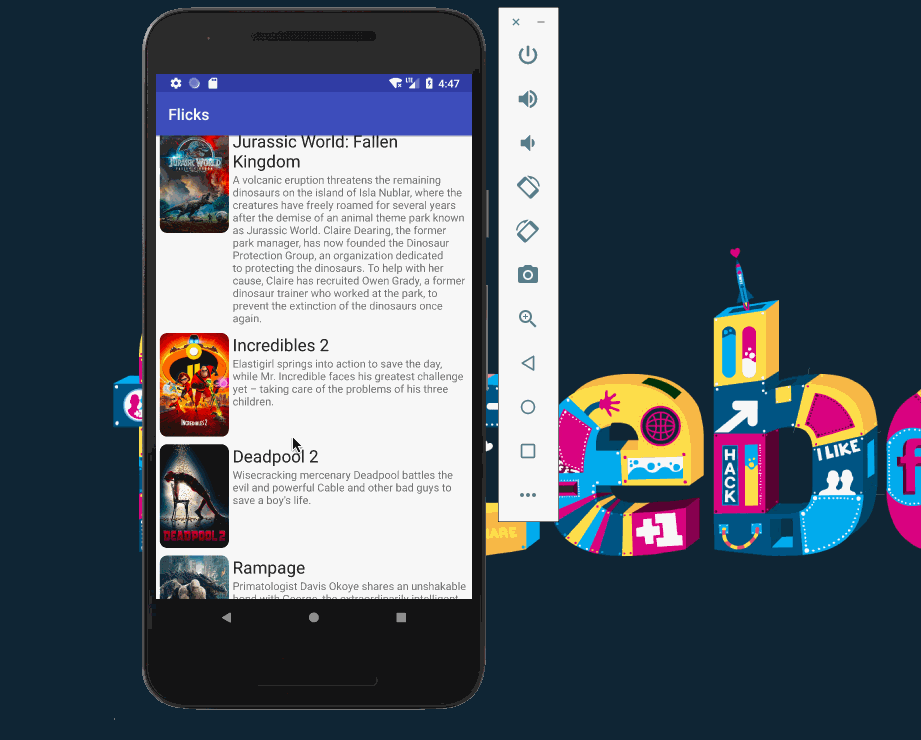 4:47
LTE
Flicks
JURASSIC WORLD
Jurassic World: Fallen
Kingdom
A volcanic eruption threatens the remaining
dinosaurs on the island of Isla Nublar, where the
creatures have freely roamed for several years
after the demise of an animal theme park known
as Jurassic World. Claire Dearing, the former
park manager, has now founded the Dinosaur
Protection Group, an organization dedicated
to protecting the dinosaurs. To help with her
cause, Claire has recruited Owen Grady, a former
dinosaur trainer who worked at the park, to
prevent the extinction of the dinosaurs once
again.
INCREDIBLES 2
Incredibles 2
Elastigirl springs into action to save the day,
while Mr. Incredible faces his greatest challenge
yet – taking care of the problems of his three
children.
DEADPOOL 2
Deadpool 2
Wisecracking mercenary Deadpool battles the
evil and powerful Cable and other bad guys to
save a boy's life.
Rampage
Primatologist Davis Okoye shares an unshakable
bond with George, the extraordinarily intelligent
HACK
I LIKE
+1
f